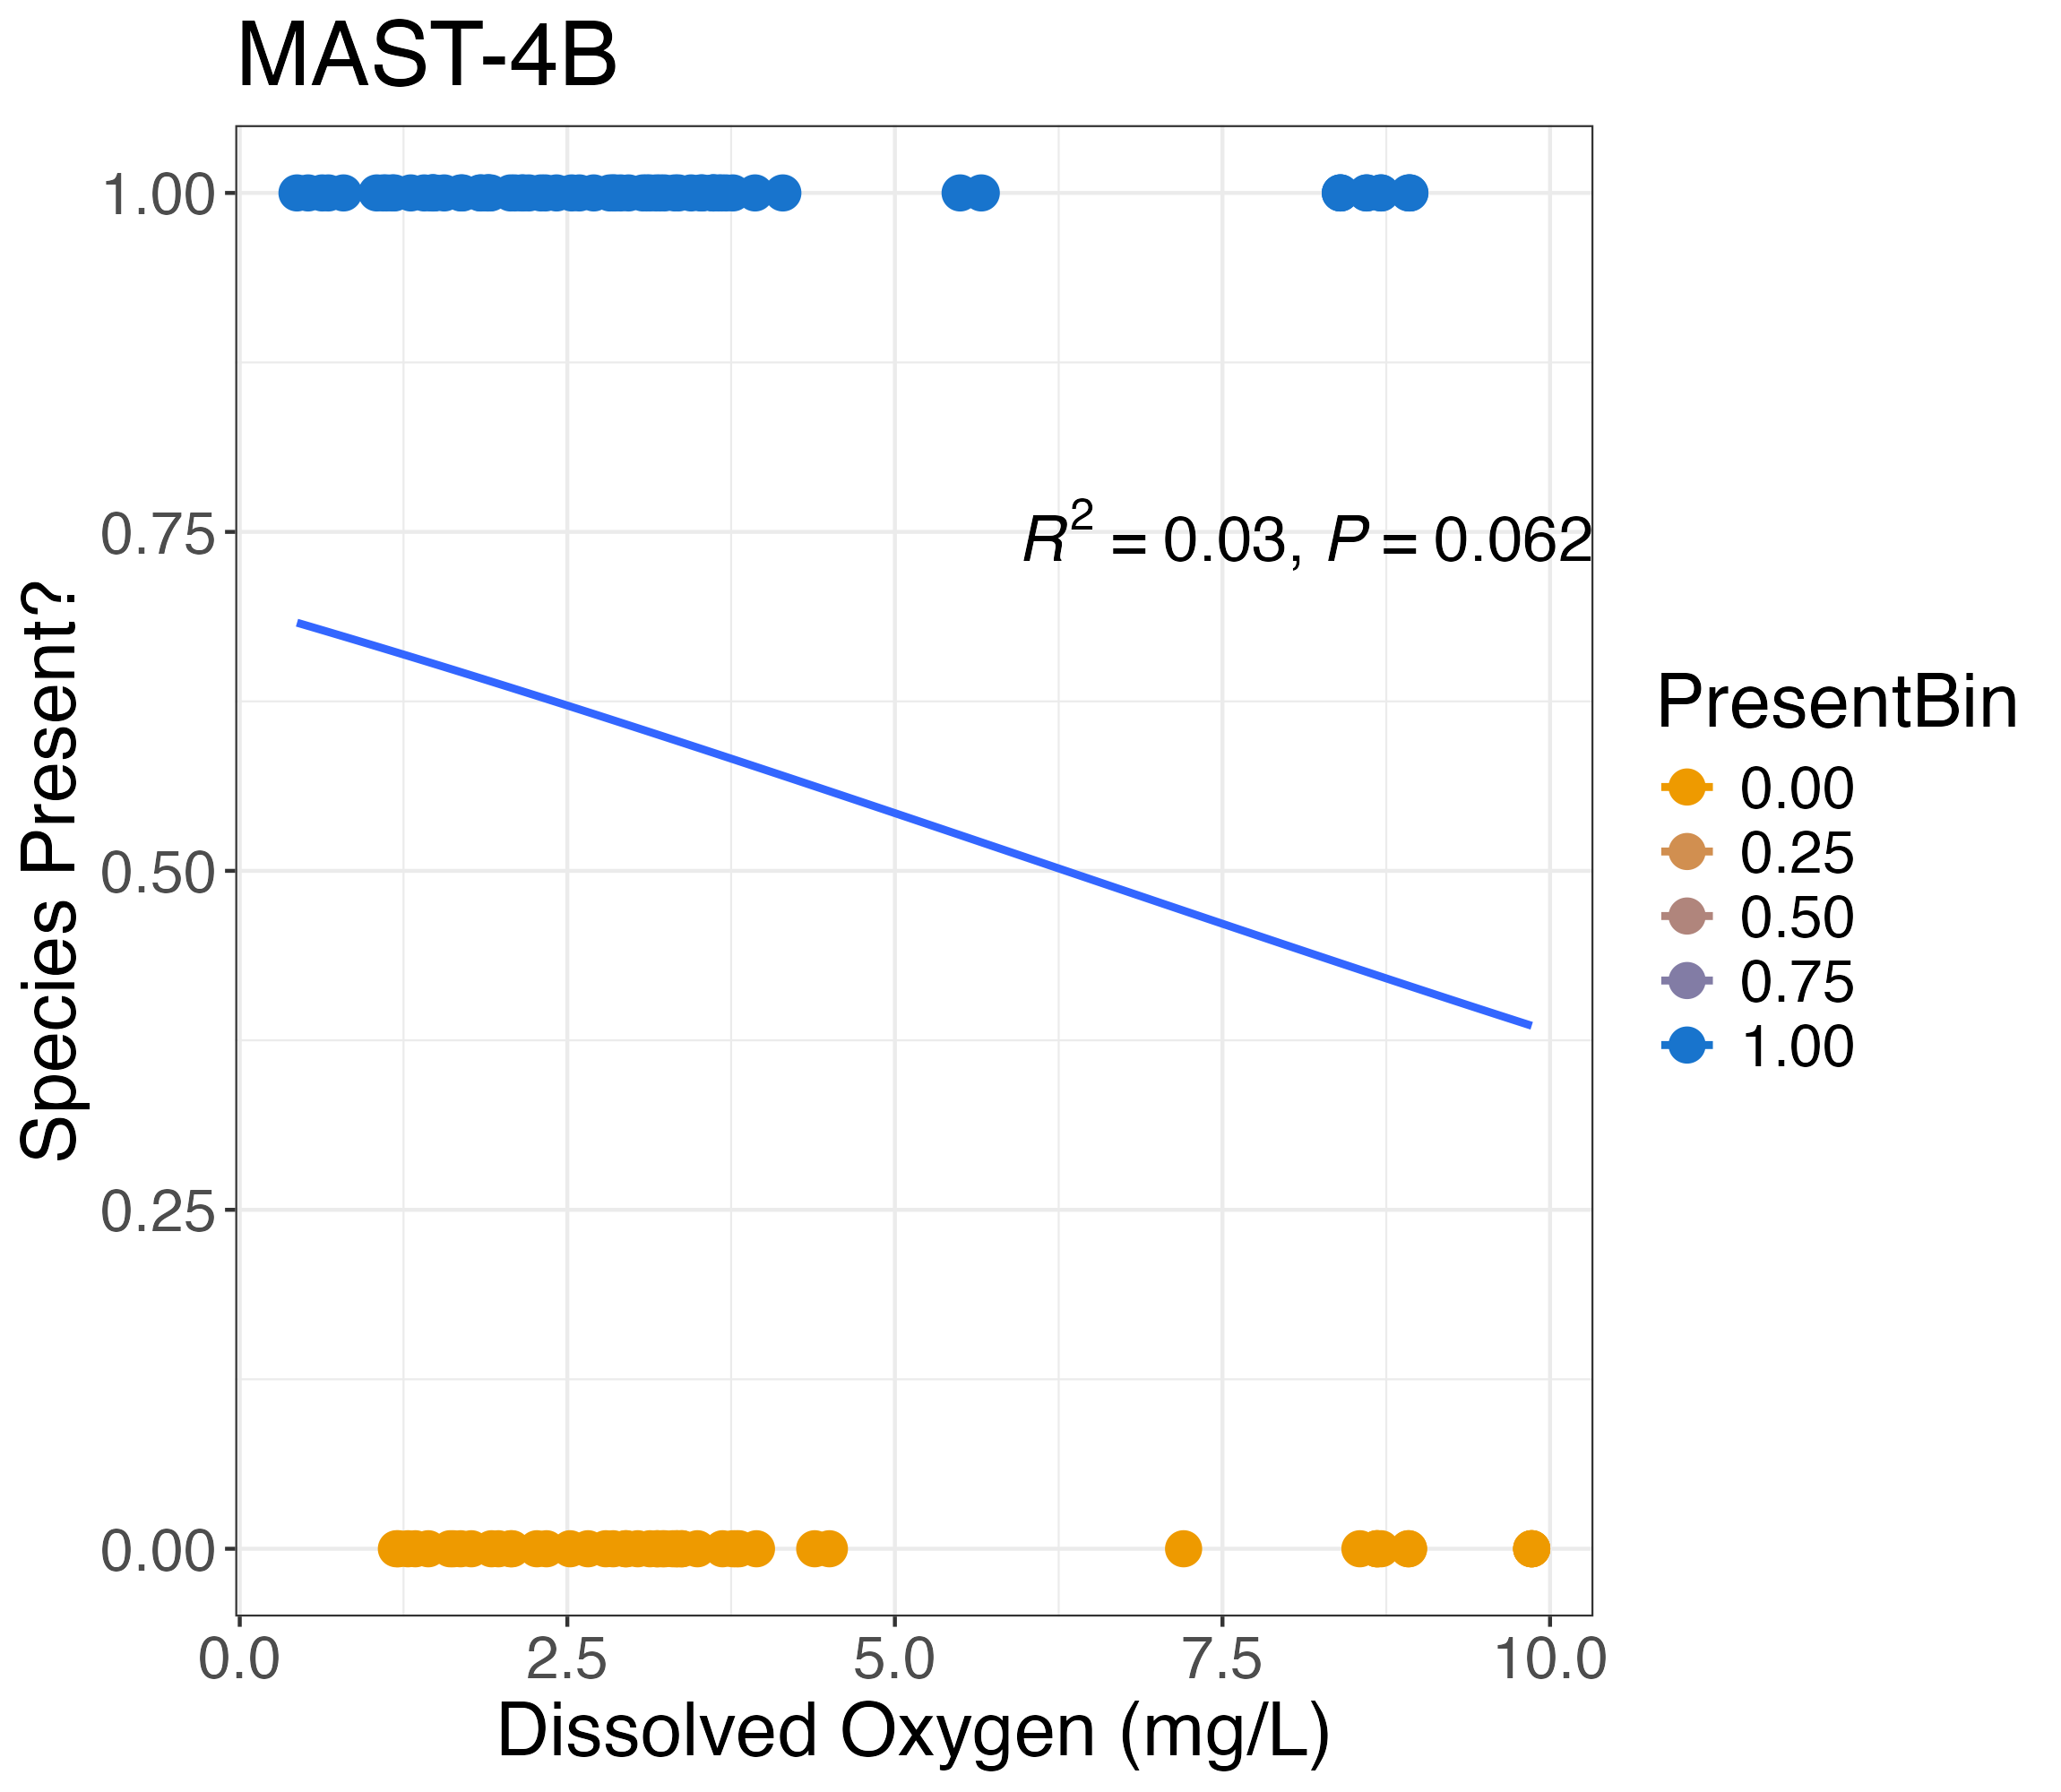 MAST-4B
1.00
0.75
0.50
0.25
0.00
Species Present?
R² = 0.03, P = 0.062
0.0 2.5 5.0 7.5 10.0
Dissolved Oxygen (mg/L)
PresentBin
0.00
0.25
0.50
0.75
1.00